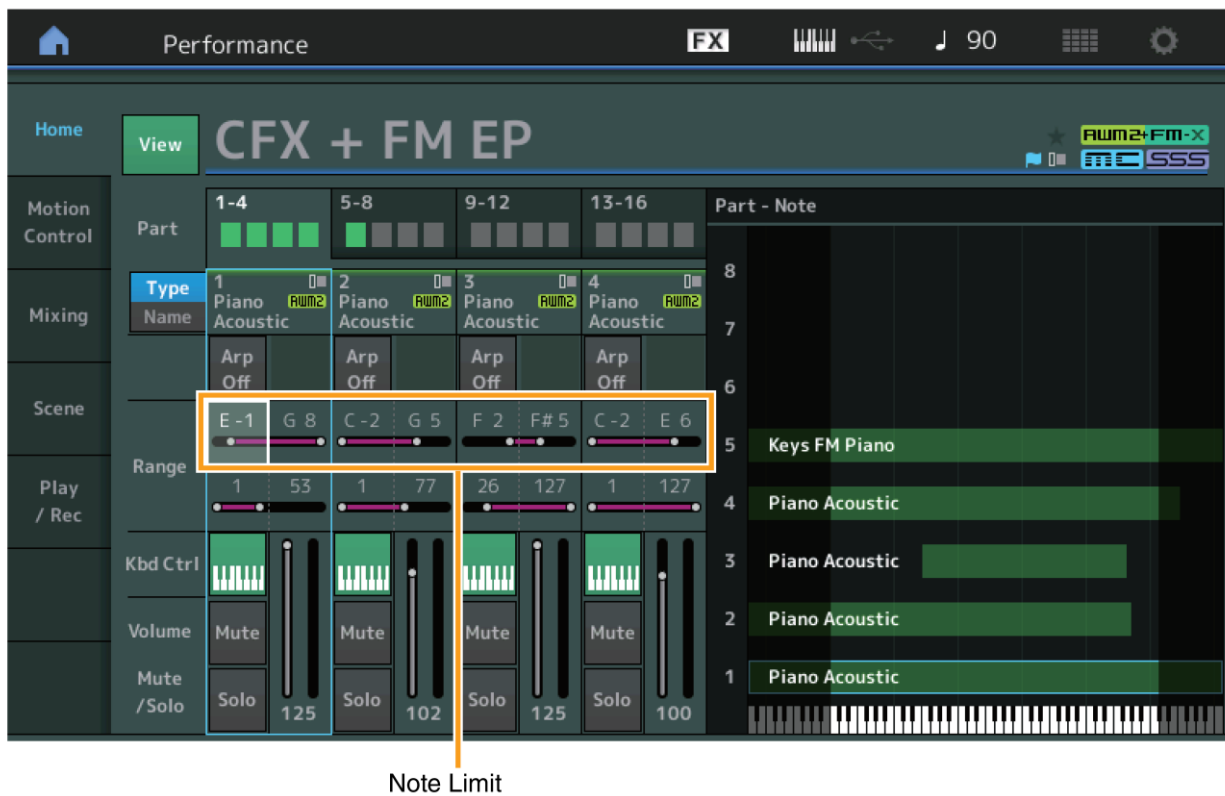 Performance
FX
90
Home
View
CFX + FM EP
AWM2+FM-X
MC SSS
Motion
Control
Part
1-4
5-8
9-12
13-16
Part - Note
Type
Name
1
Piano AWM2
Acoustic
2
Piano AWM2
Acoustic
3
Piano AWM2
Acoustic
4
Piano AWM2
Acoustic
Mixing
Arp
Off
Arp
Off
Arp
Off
Arp
Off
Scene
Range
E -1 G 8 C -2 G 5 F 2 F# 5 C -2 E 6
1 53 1 77 26 127 1 127
Play
/ Rec
Kbd Ctrl
Volume
Mute Mute Mute Mute
Mute
/Solo
Solo 125 Solo 102 Solo 125 Solo 100
8
7
6
5 Keys FM Piano
4 Piano Acoustic
3 Piano Acoustic
2 Piano Acoustic
1 Piano Acoustic
Note Limit